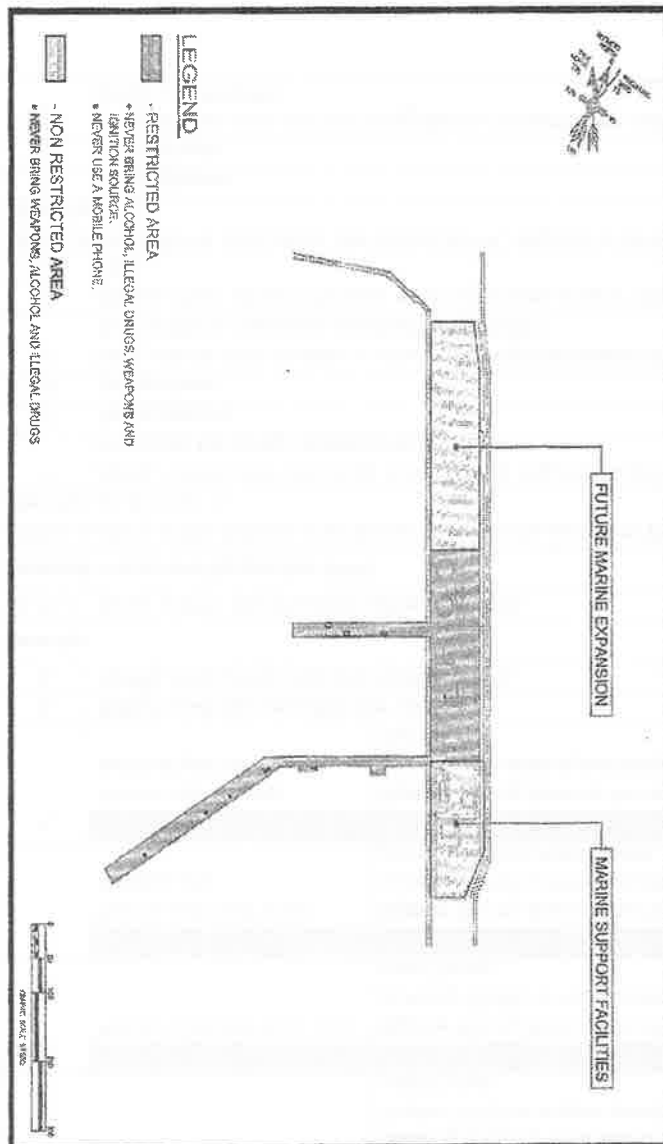 FUTURE MARINE EXPANSION
MARINE SUPPORT FACILITIES
LEGEND
- RESTRICTED AREA
• NEVER BRING ALCOHOL, ILLEGAL DRUGS, WEAPONS AND
IGNITION SOURCE.
• NEVER USE A MOBILE PHONE.
- NON RESTRICTED AREA
• NEVER BRING WEAPONS, ALCOHOL AND ILLEGAL DRUGS